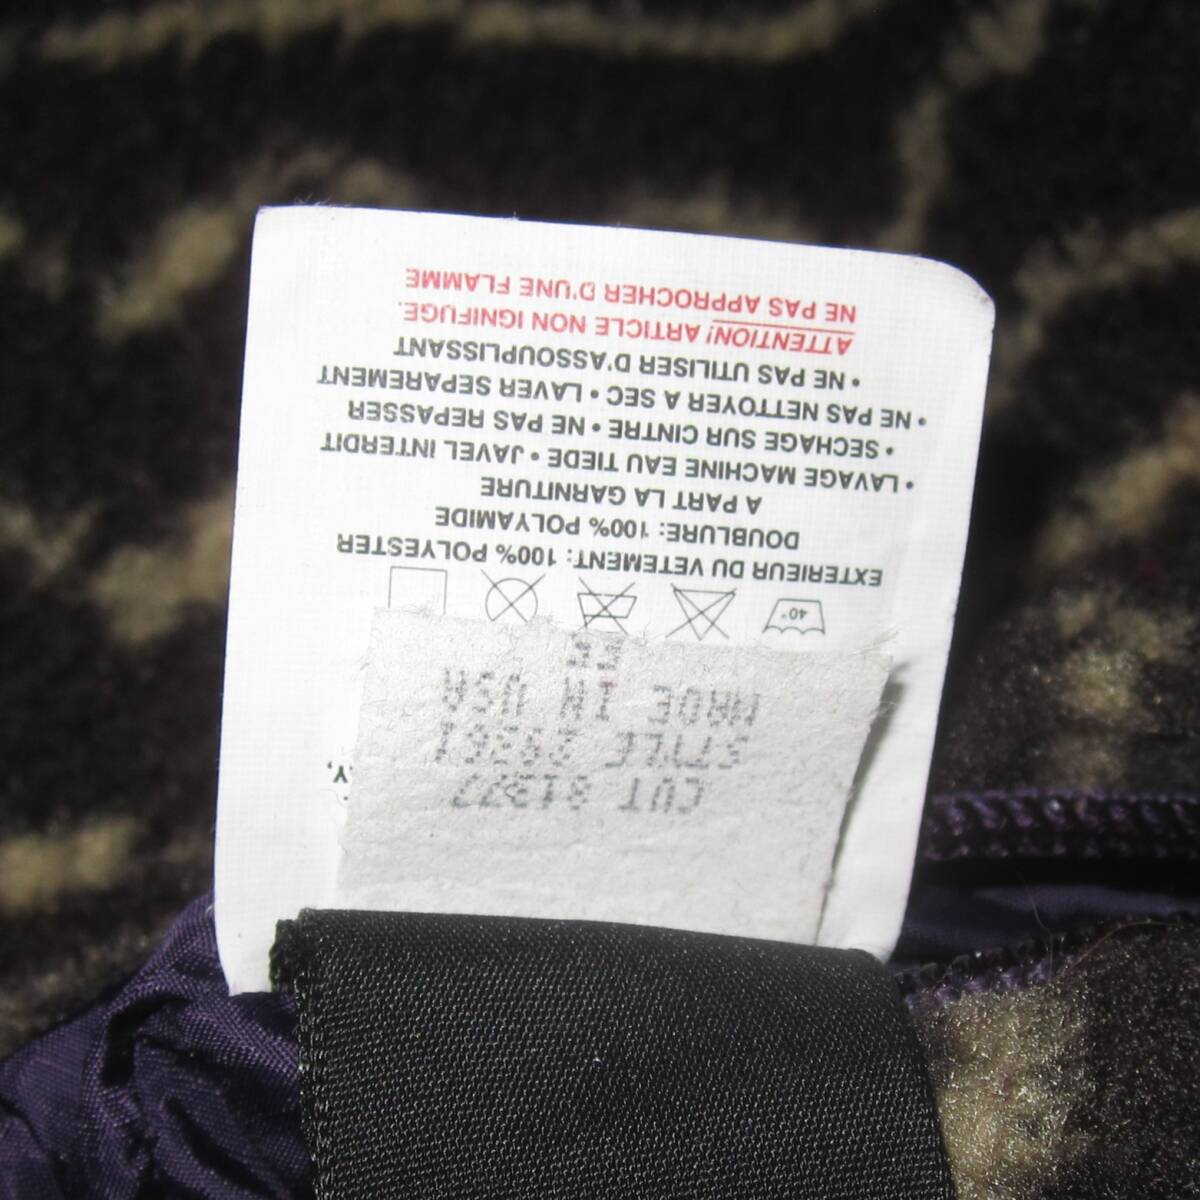 CUT
STYLE
MADE IN USA
40°
EXTERIEUR DU VETEMENT: 100% POLYESTER
DOUBLURE: 100% POLYAMIDE
A PART LA GARNITURE
• LAVAGE MACHINE EAU TIEDE • JAVEL INTERDIT
• SECHAGE SUR CINTRE • NE PAS REPASSER
• NE PAS NETTOYER A SEC • LAVER SEPAREMENT
• NE PAS UTILISER D'ASSOUPLISSANT
ATTENTION! ARTICLE NON IGNIFUGE.
NE PAS APPROCHER D'UNE FLAMME